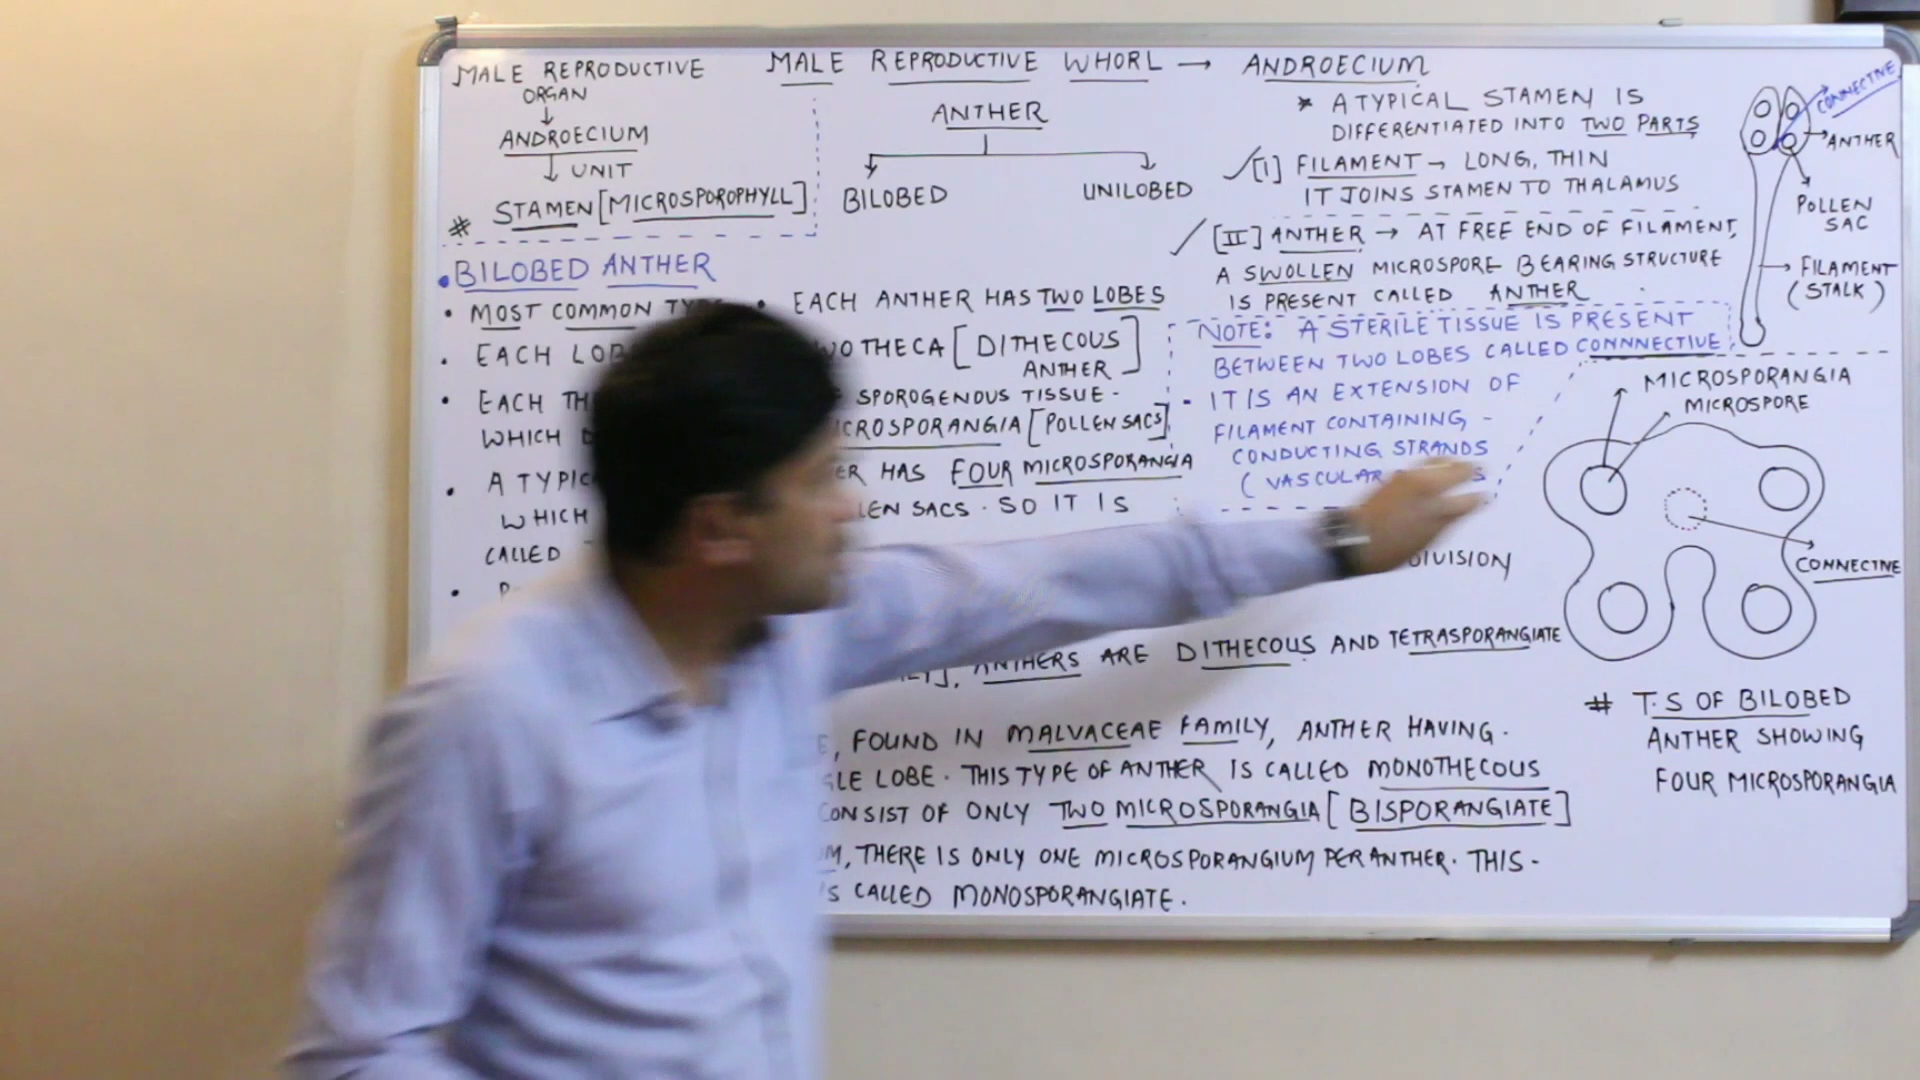 MALE REPRODUCTIVE
ORGAN
ANDROECIUM
UNIT
# STAMEN [MICROSPOROPHYLL]
MALE REPRODUCTIVE WHORL → ANDROECIUM
ANTHER
BILOBED
UNILOBED
* A TYPICAL STAMEN IS
DIFFERENTIATED INTO TWO PARTS
[I] FILAMENT → LONG, THIN
IT JOINS STAMEN TO THALAMUS
[II] ANTHER → AT FREE END OF FILAMENT,
A SWOLLEN MICROSPORE BEARING STRUCTURE
IS PRESENT CALLED ANTHER
CONNECTIVE
ANTHER
POLLEN
SAC
FILAMENT
(STALK)
• BILOBED ANTHER
• MOST COMMON
• EACH
• EACH
WHICH
• A
WHICH
CALLED
• EACH ANTHER HAS TWO LOBES
THECA [DITHECOUS
ANTHER]
SPOROGENDUS TISSUE -
[POLLEN SACS]
HAS FOUR MICROSPORANGIA
SACS. SO IT IS
DIVISION
ANTHERS ARE DITHECOUS AND TETRASPORANGIATE
FOUND IN MALVACEAE FAMILY, ANTHER HAVING.
LOBE. THIS TYPE OF ANTHER IS CALLED MONOTHECOUS
CONSIST OF ONLY TWO MICROSPORANGIA [BISPORANGIATE]
THERE IS ONLY ONE MICROSPORANGIUM PER ANTHER. THIS -
CALLED MONOSPORANGIATE.
NOTE: A STERILE TISSUE IS PRESENT
BETWEEN TWO LOBES CALLED CONNNECTIVE
• IT IS AN EXTENSION OF
FILAMENT CONTAINING -
CONDUCTING STRANDS
(VASCULAR
MICROSPORANGIA
MICROSPORE
CONNECTIVE
# T.S OF BILOBED
ANTHER SHOWING
FOUR MICROSPORANGIA